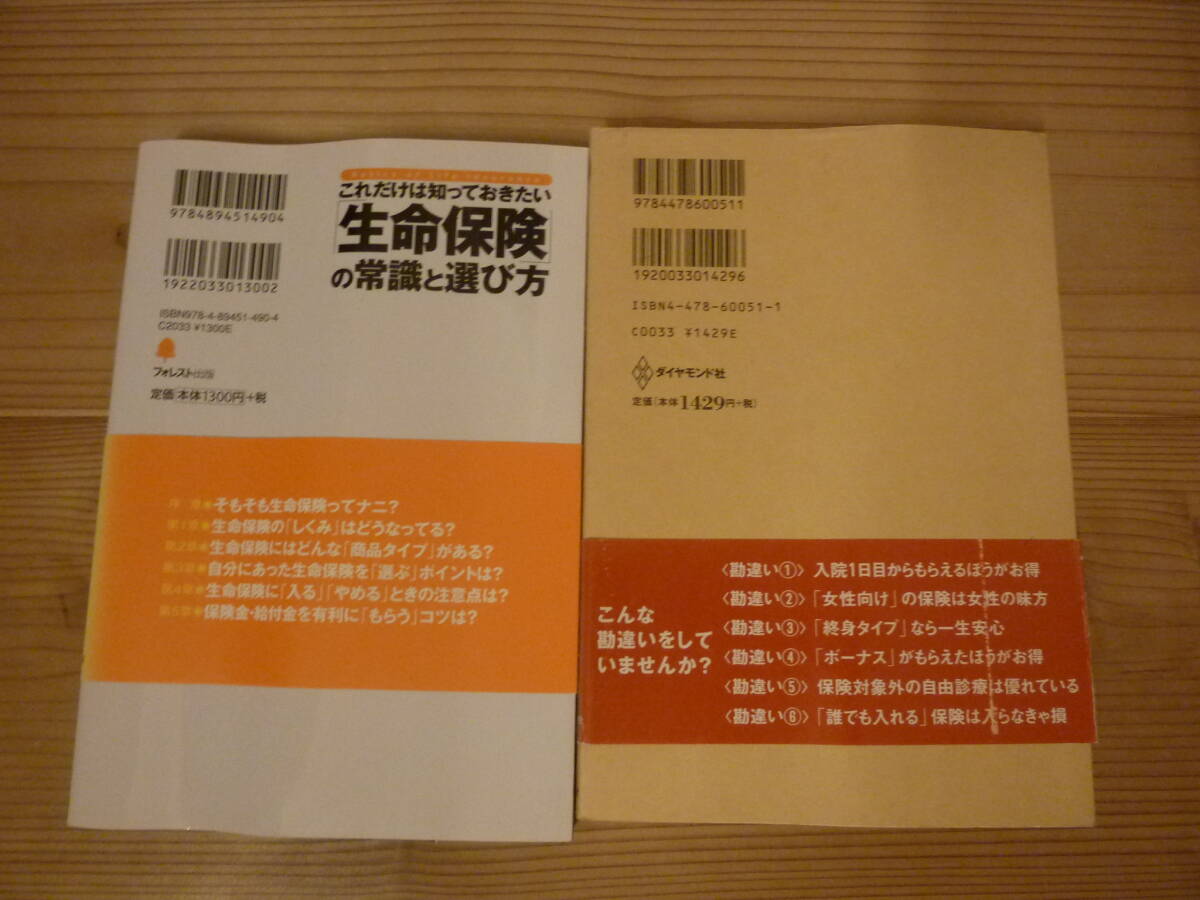 9784894514904
1922033013002
ISBN978-4-89451-490-4
C2033 ¥1300E
フォレスト出版
定価 本体1300円+税
これだけは知っておきたい
「生命保険」
の常識と選び方
序 章●そもそも生命保険ってナニ?
第1章●生命保険の「しくみ」はどうなってる?
第2章●生命保険にはどんな「商品タイプ」がある?
第3章●自分にあった生命保険を「選ぶ」ポイントは?
第4章●生命保険に「入る」「やめる」ときの注意点は?
第5章●保険金・給付金を有利に「もらう」コツは?
9784478600511
1920033014296
ISBN4-478-60051-1
C0033 ¥1429E
ダイヤモンド社
定価[本体1429円+税]
こんな
勘違いをして
いませんか?
〈勘違い①〉 入院1日目からもらえるほうがお得
〈勘違い②〉「女性向け」の保険は女性の味方
〈勘違い③〉「終身タイプ」なら一生安心
〈勘違い④〉「ボーナス」がもらえたほうがお得
〈勘違い⑤〉 保険対象外の自由診療は優れている
〈勘違い⑥〉「誰でも入れる」保険は入らなきゃ損